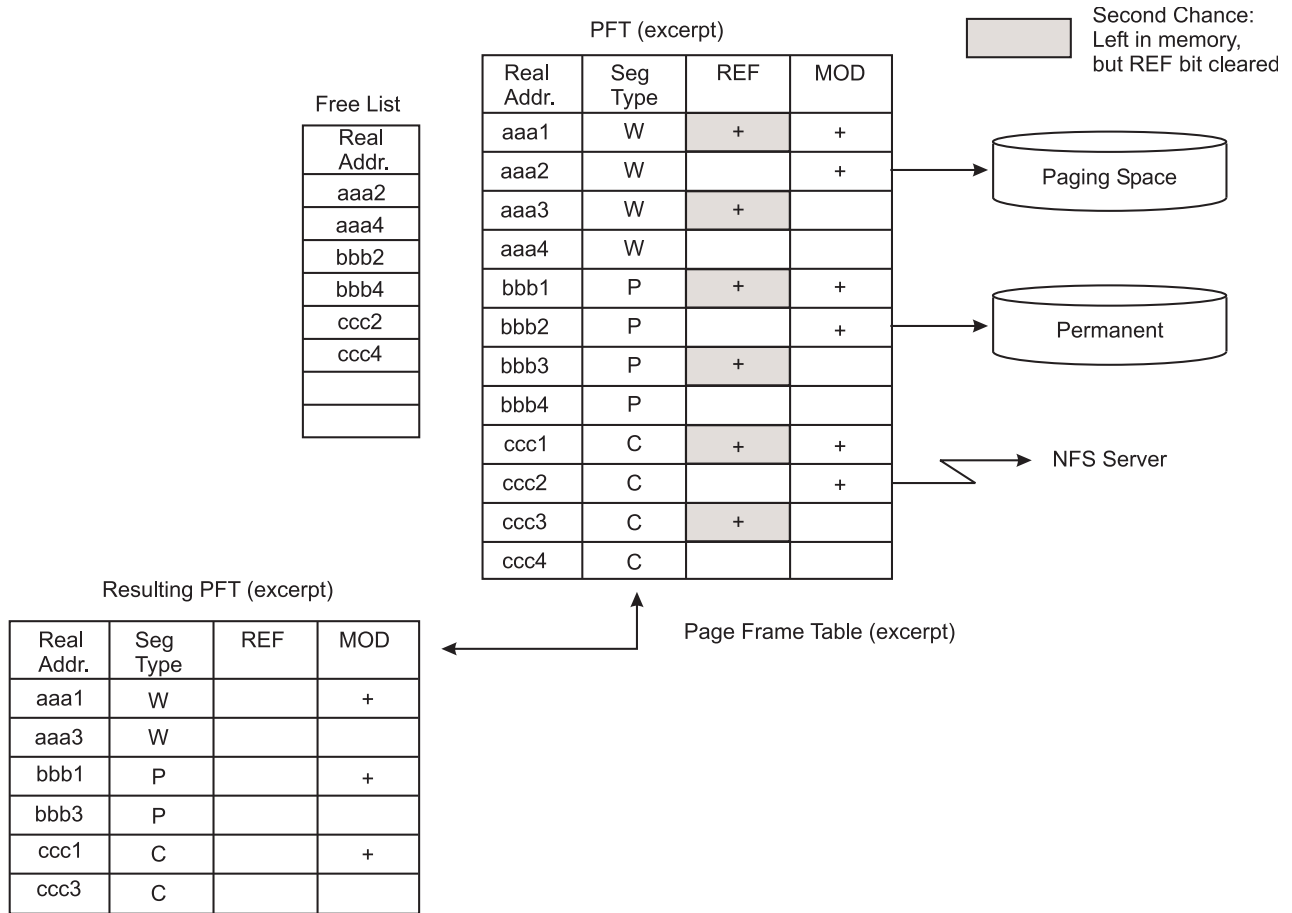 PFT (excerpt)
Second Chance:
Left in memory,
but REF bit cleared
Free List
Real
Addr.
aaa2
aaa4
bbb2
bbb4
ccc2
ccc4
Real Addr. Seg Type REF MOD
aaa1 W + +
aaa2 W +
aaa3 W +
aaa4 W
bbb1 P + +
bbb2 P +
bbb3 P +
bbb4 P
ccc1 C + +
ccc2 C +
ccc3 C +
ccc4 C
Paging Space
Permanent
NFS Server
Page Frame Table (excerpt)
Resulting PFT (excerpt)
Real Addr. Seg Type REF MOD
aaa1 W +
aaa3 W
bbb1 P +
bbb3 P
ccc1 C +
ccc3 C